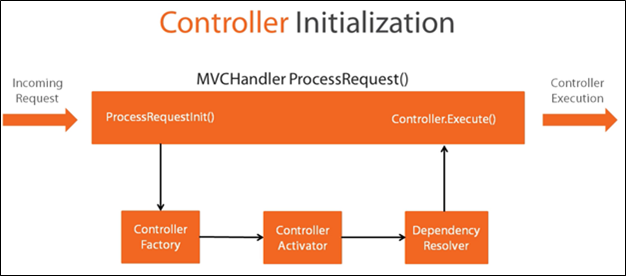 Controller Initialization
Incoming
Request
MVCHandler ProcessRequest()
Controller
Execution
ProcessRequestInit()
Controller.Execute()
Controller
Factory
Controller
Activator
Dependency
Resolver